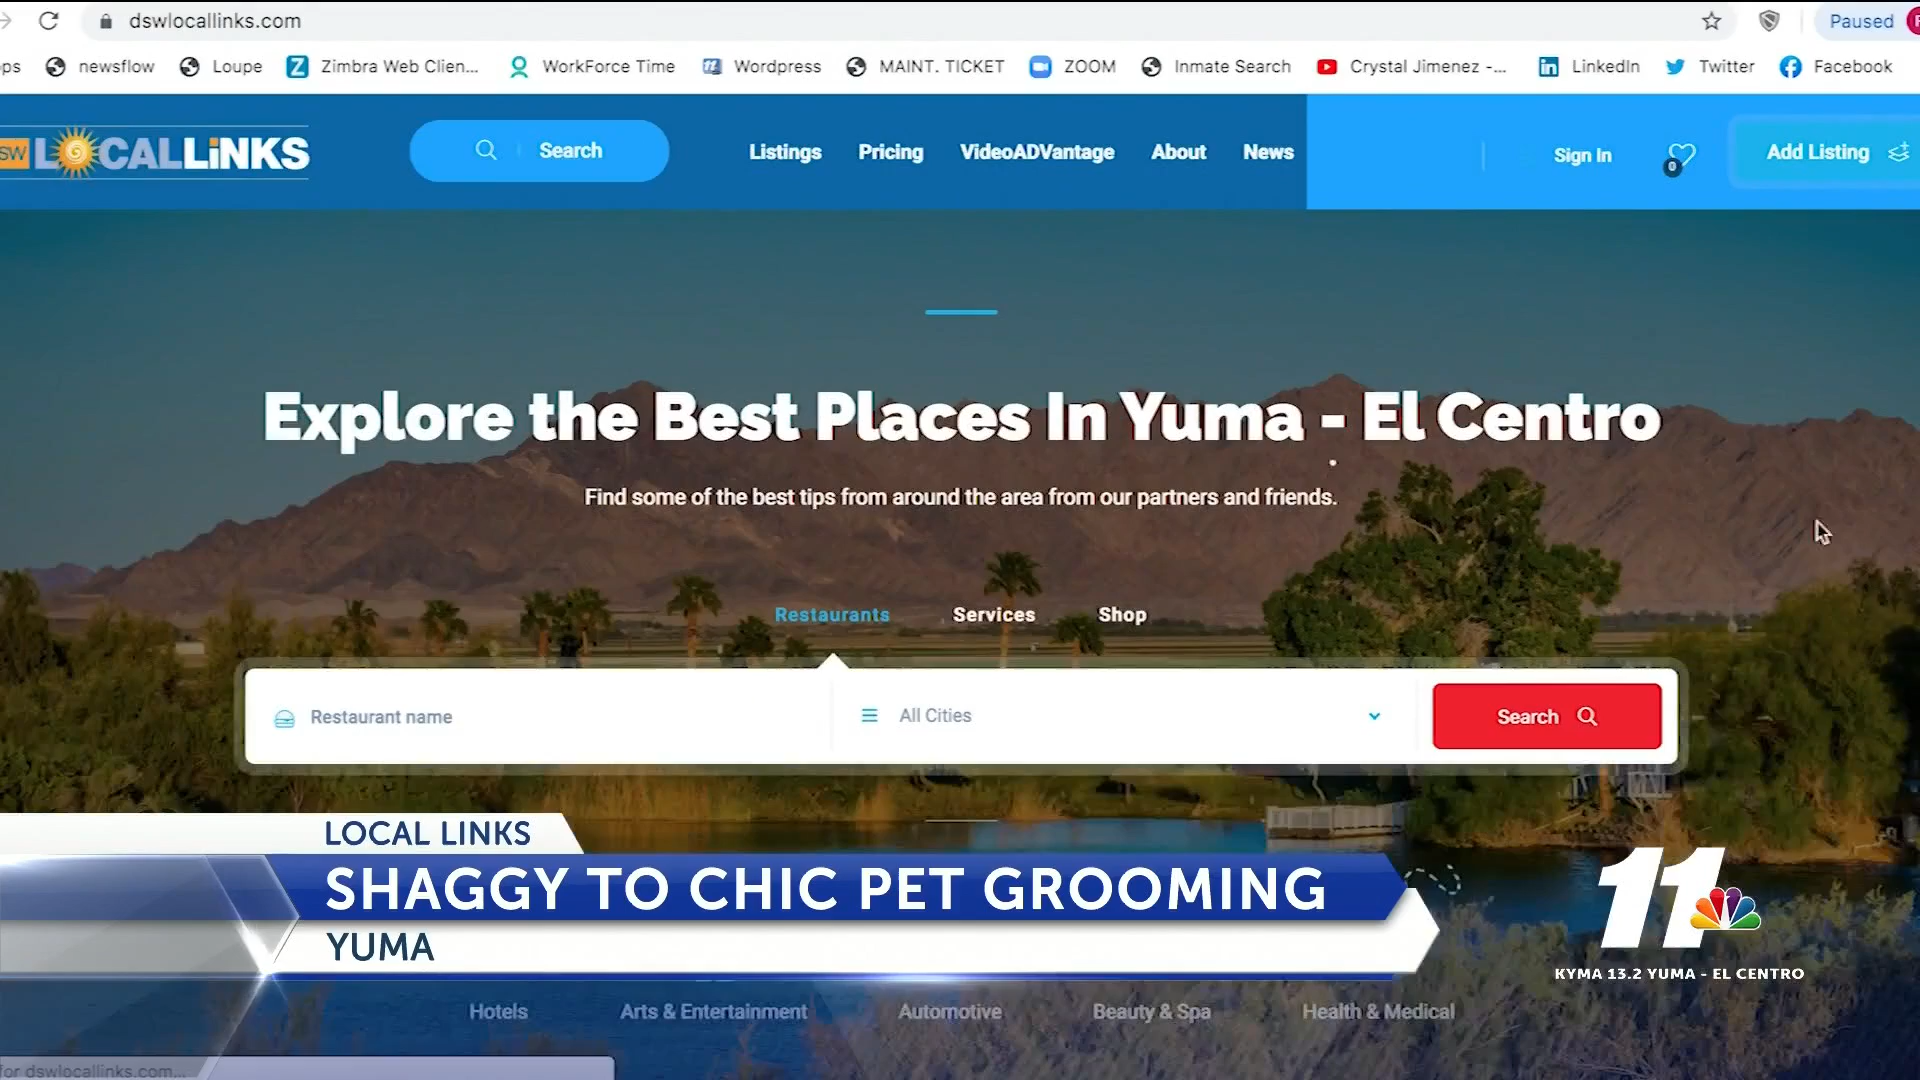 dswlocallinks.com
Paused
newsflow Loupe Zimbra Web Clien... WorkForce Time Wordpress MAINT. TICKET ZOOM Inmate Search Crystal Jimenez -... LinkedIn Twitter Facebook
SW LOCALLiNKS
Search
Listings Pricing VideoADVantage About News
Sign In
0
Add Listing
Explore the Best Places In Yuma - El Centro
Find some of the best tips from around the area from our partners and friends.
Restaurants Services Shop
Restaurant name
All Cities
Search
LOCAL LINKS
SHAGGY TO CHIC PET GROOMING
YUMA
11
KYMA 13.2 YUMA - EL CENTRO
Hotels Arts & Entertainment Automotive Beauty & Spa Health & Medical
for dswlocallinks.com...